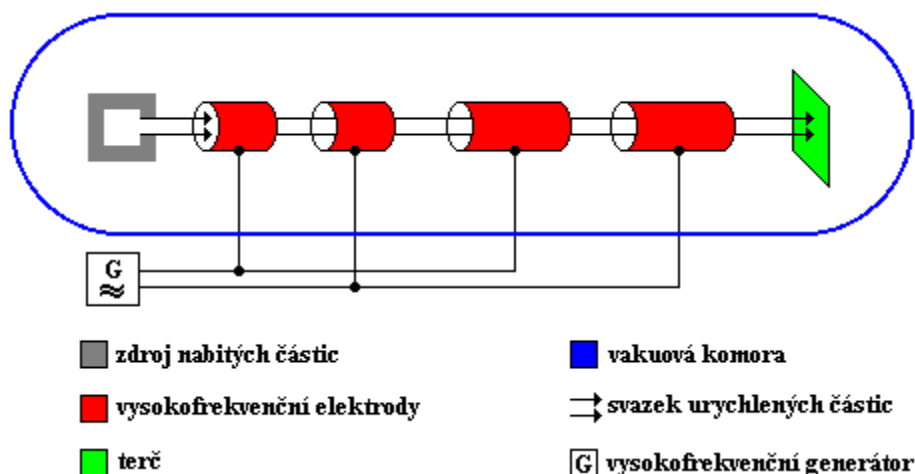 G
≈
zdroj nabitých částic
vakuová komora
vysokofrekvenční elektrody
svazek urychlených částic
terč
G vysokofrekvenční generátor